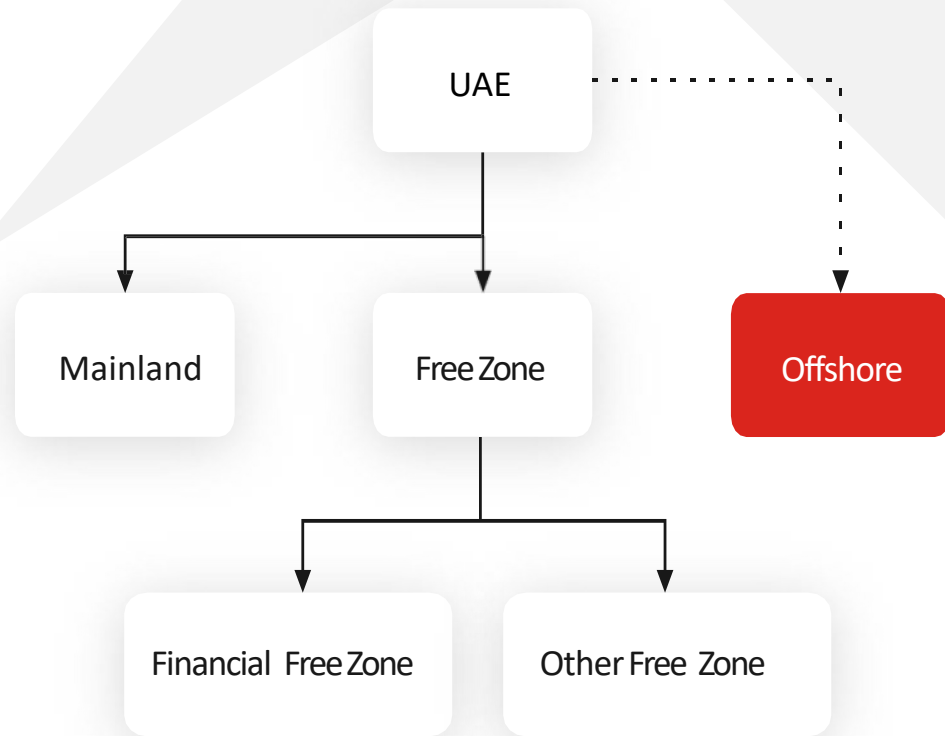 UAE
Mainland
Free Zone
Offshore
Financial Free Zone
Other Free Zone